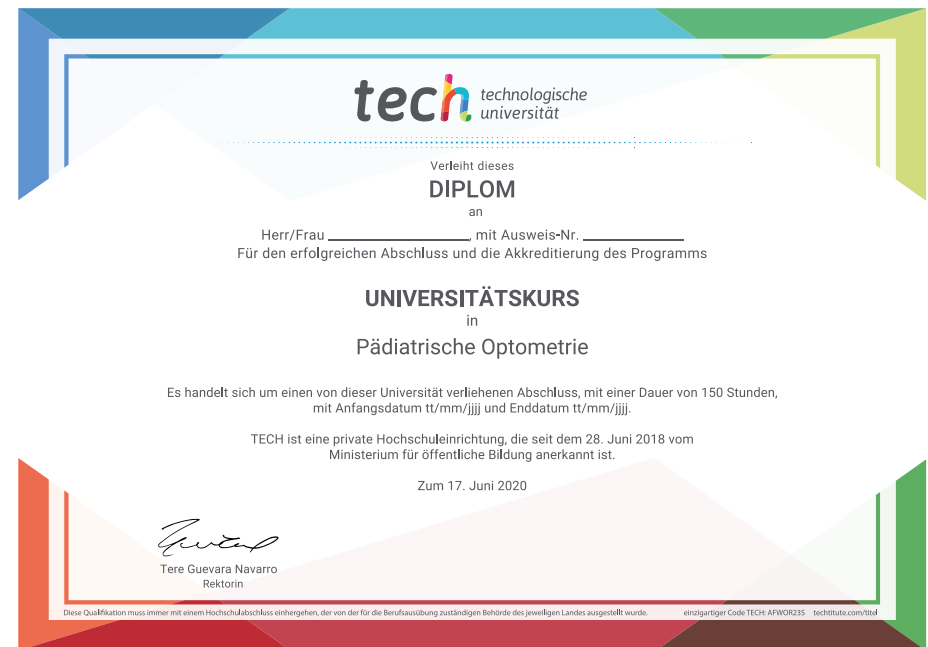 tech technologische
universität
Verleiht dieses
DIPLOM
an
Herr/Frau ____________, mit Ausweis-Nr. ____________
Für den erfolgreichen Abschluss und die Akkreditierung des Programms
UNIVERSITÄTSKURS
in
Pädiatrische Optometrie
Es handelt sich um einen von dieser Universität verliehenen Abschluss, mit einer Dauer von 150 Stunden,
mit Anfangsdatum tt/mm/jjjj und Enddatum tt/mm/jjjj.
TECH ist eine private Hochschuleinrichtung, die seit dem 28. Juni 2018 vom
Ministerium für öffentliche Bildung anerkannt ist.
Zum 17. Juni 2020
Tere Guevara Navarro
Rektorin
Diese Qualifikation muss immer mit einem Hochschulabschluss einhergehen, der von der für die Berufsausübung zuständigen Behörde des jeweiligen Landes ausgestellt wurde. einzigartiger Code TECH: AFWOR23S techtitute.com/titel